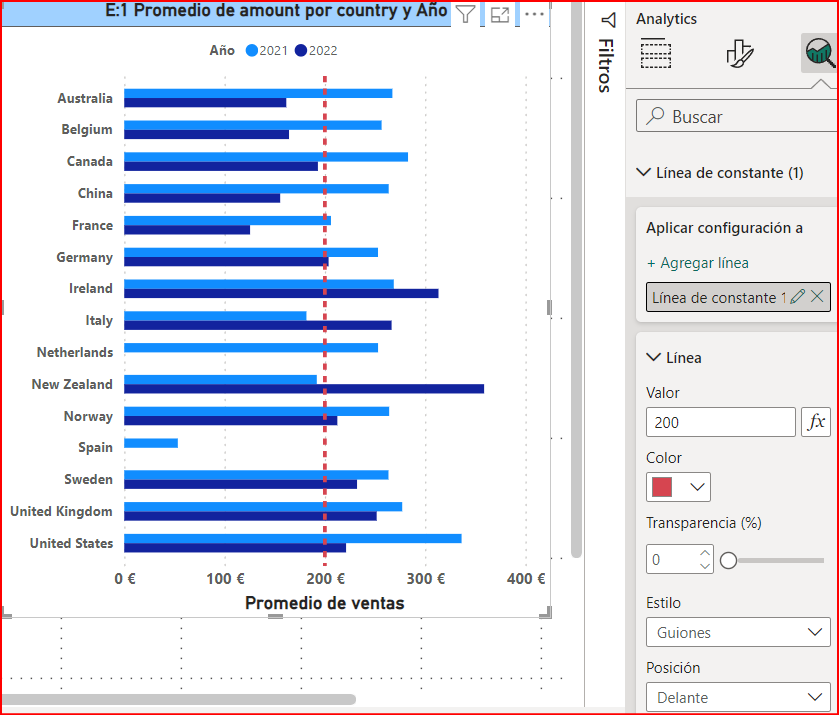 E:1 Promedio de amount por country y Año
Año 2021 2022
Australia
Belgium
Canada
China
France
Germany
Ireland
Italy
Netherlands
New Zealand
Norway
Spain
Sweden
United Kingdom
United States
0 € 100 € 200 € 300 € 400 €
Promedio de ventas
Filtros
Analytics
Buscar
Línea de constante (1)
Aplicar configuración a
+ Agregar línea
Línea de constante 1
Línea
Valor
200
fx
Color
Transparencia (%)
0
Estilo
Guiones
Posición
Delante